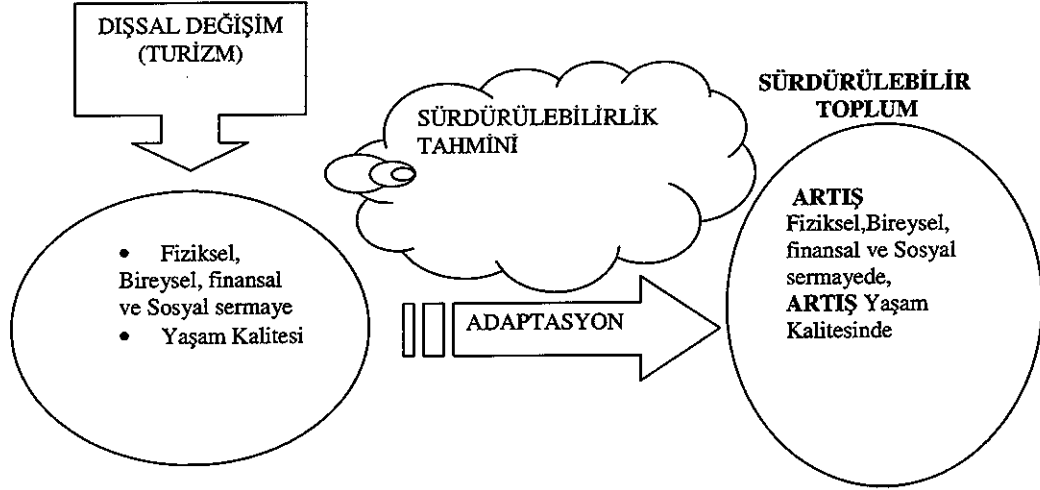 DIŞSAL DEĞİŞİM
(TURİZM)
SÜRDÜRÜLEBİLİRLİK
TAHMİNİ
SÜRDÜRÜLEBİLİR
TOPLUM
• Fiziksel,
Bireysel, finansal
ve Sosyal sermaye
• Yaşam Kalitesi
ADAPTASYON
ARTIŞ
Fiziksel,Bireysel,
finansal ve Sosyal
sermayede,
ARTIŞ Yaşam
Kalitesinde